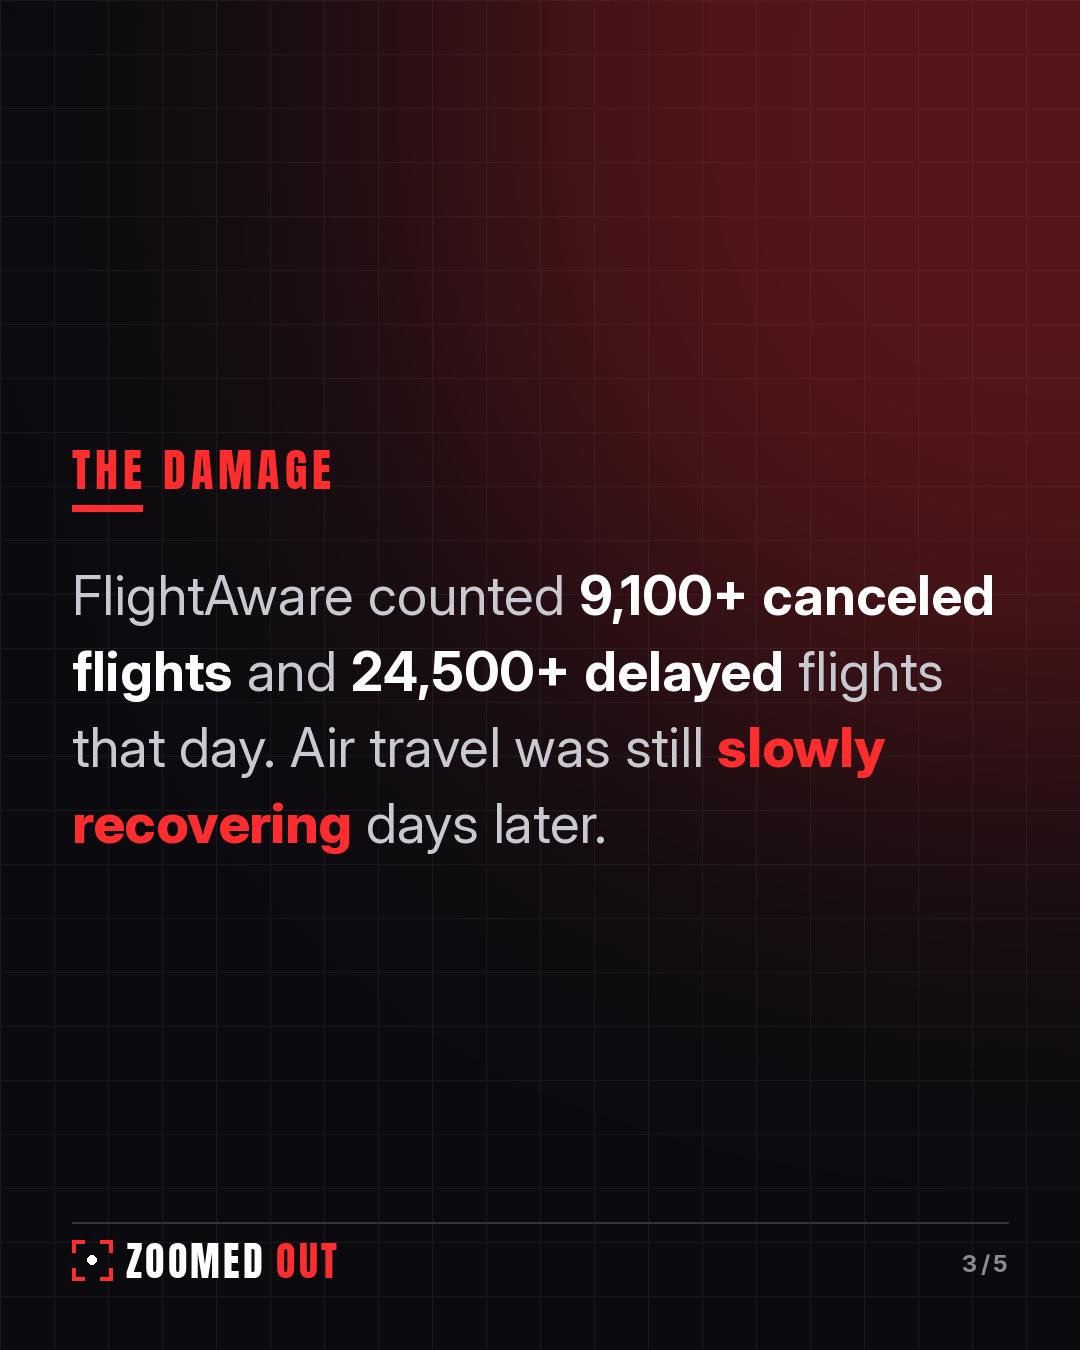 THE DAMAGE
FlightAware counted 9,100+ canceled
flights and 24,500+ delayed flights
that day. Air travel was still slowly
recovering days later.
ZOOMED OUT
3/5